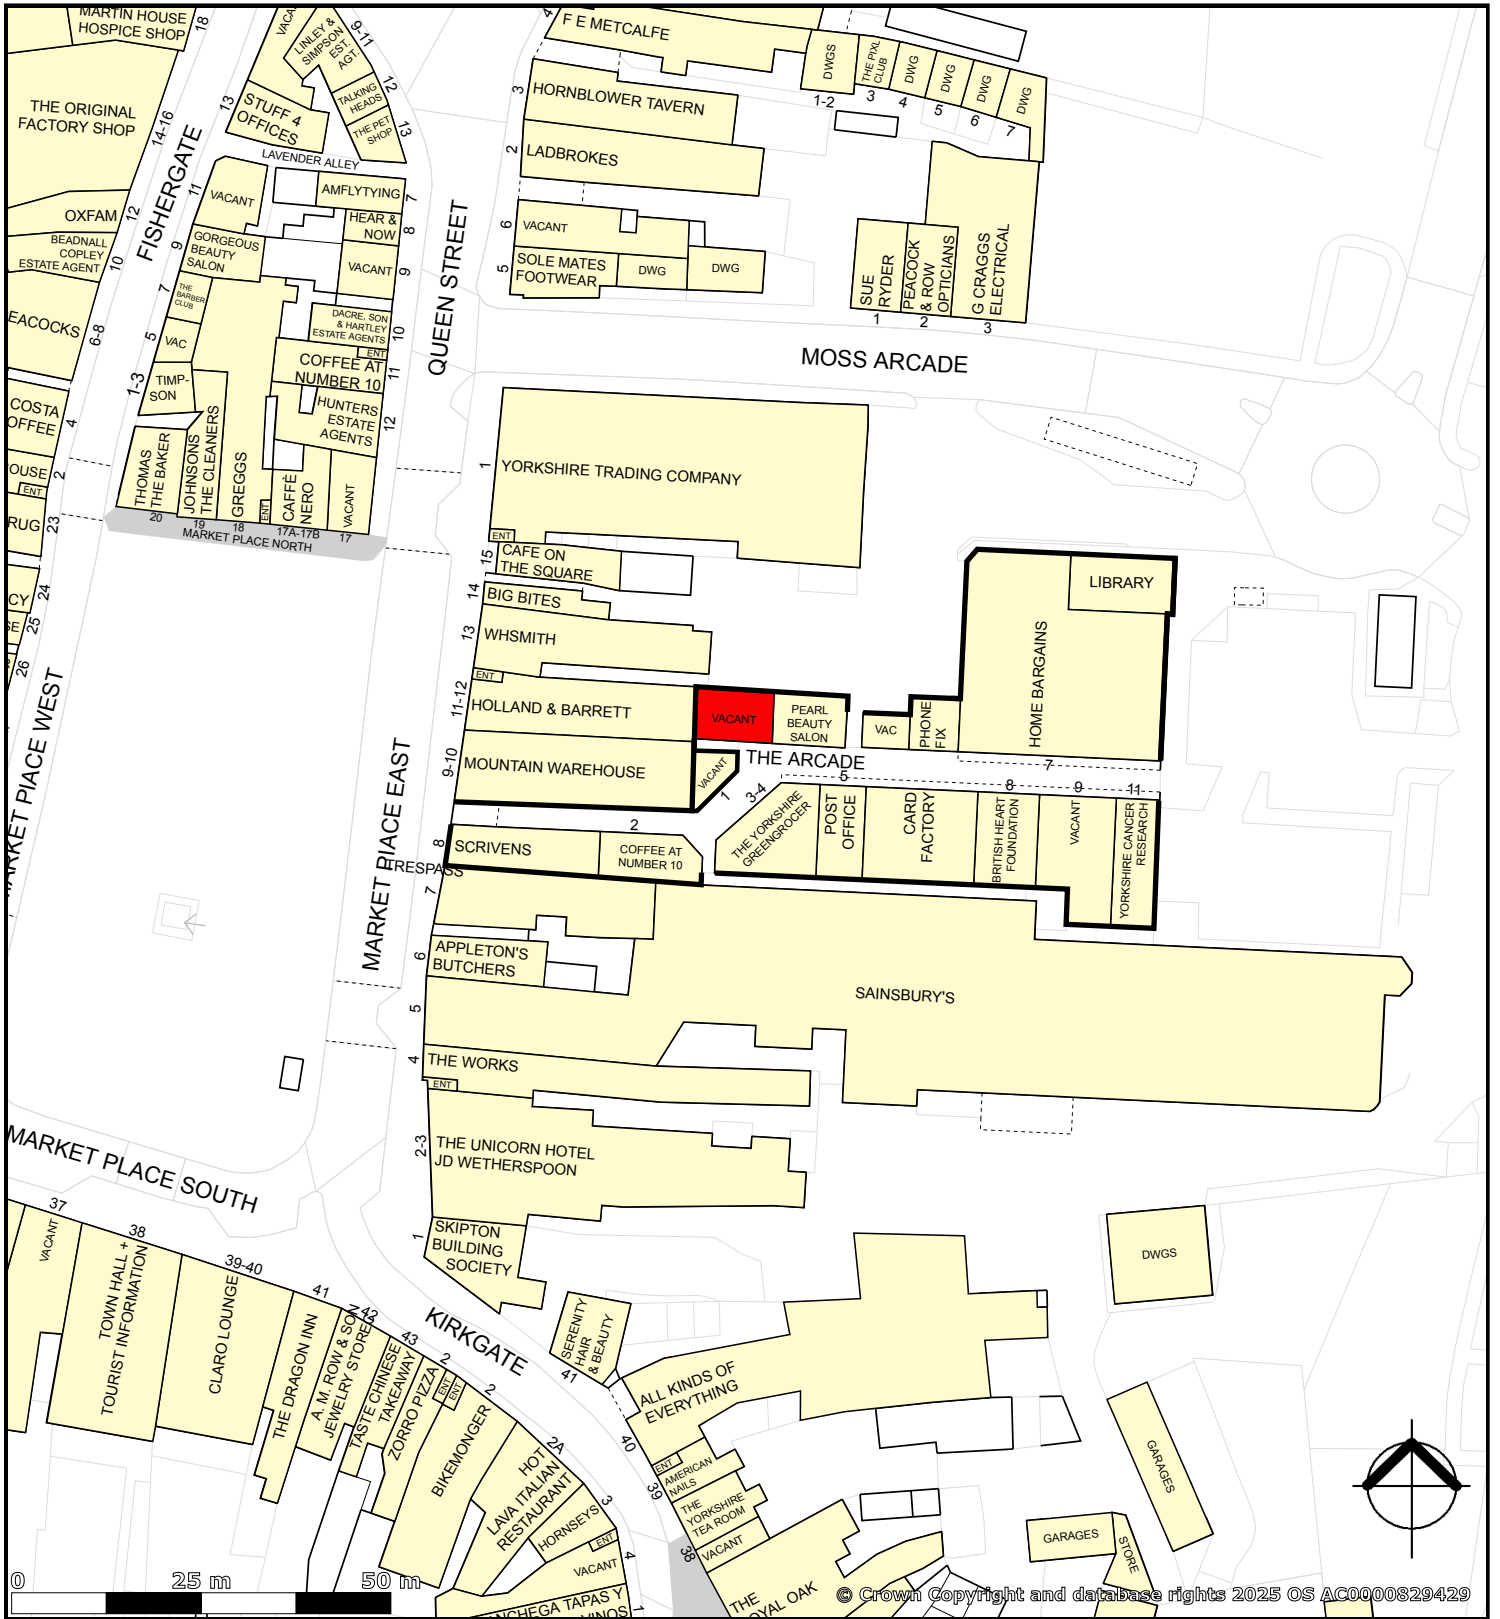 MARTIN HOUSE
HOSPICE SHOP
18
THE ORIGINAL
FACTORY SHOP
14-16
OXFAM
12
BEADNALL
COPLEY
ESTATE AGENT
10
EACOCKS
6-8
COSTA
OFFEE
4
OUSE
2
ENT
RUG
23
CY
24
SE
25
26
FISHERGATE
LINLEY &
SIMPSON
EST.
AGT.
9-11
TALKING
HEADS
12
THE PET
SHOP
13
STUFF 4
OFFICES
13
LAVENDER ALLEY
VACANT
11
AMFLYTYING
7
HEAR &
NOW
8
VACANT
9
GORGEOUS
BEAUTY
SALON
9
THE
BARBER
CLUB
7
VAC
5
TIMP-
SON
1-3
DACRE, SON
& HARTLEY
ESTATE AGENTS
10
ENT
COFFEE AT
NUMBER 10
11
HUNTERS
ESTATE
AGENTS
12
THOMAS
THE BAKER
20
JOHNSONS
THE CLEANERS
19
GREGGS
18
ENT
CAFFÈ
NERO
17A-17B
VACANT
17
MARKET PLACE NORTH
QUEEN STREET
F E METCALFE
4
HORNBLOWER TAVERN
3
LADBROKES
2
VACANT
6
SOLE MATES
FOOTWEAR
5
DWG
DWG
DWGS
1-2
THE PIXL
CLUB
3
DWG
4
DWG
5
DWG
6
DWG
7
SUE
RYDER
1
PEACOCK
& ROW
OPTICIANS
2
G CRAGGS
ELECTRICAL
3
MOSS ARCADE
YORKSHIRE TRADING COMPANY
1
ENT
CAFE ON
THE SQUARE
15
BIG BITES
14
WHSMITH
13
ENT
HOLLAND & BARRETT
11-12
MOUNTAIN WAREHOUSE
9-10
VACANT
PEARL
BEAUTY
SALON
VAC
PHONE
FIX
HOME BARGAINS
LIBRARY
7
THE ARCADE
VACANT
1
2
SCRIVENS
8
COFFEE AT
NUMBER 10
3-4
THE YORKSHIRE
GREENGROCER
5
POST
OFFICE
CARD
FACTORY
8
BRITISH HEART
FOUNDATION
9
VACANT
11
YORKSHIRE CANCER
RESEARCH
TRESPASS
7
MARKET PlACE EAST
MARKET PlACE WEST
APPLETON'S
BUTCHERS
6
5
SAINSBURY'S
THE WORKS
4
ENT
THE UNICORN HOTEL
JD WETHERSPOON
2-3
SKIPTON
BUILDING
SOCIETY
1
MARKET PLACE SOUTH
37
VACANT
38
TOWN HALL +
TOURIST INFORMATION
39-40
CLARO LOUNGE
41
THE DRAGON INN
42
A. M. ROW & SON
JEWELRY STORE
43
TASTE CHINESE
TAKEAWAY
2
ZORRO PIZZA
ENT
ENT
2
BIKEMONGER
2A
HOT
LAVA ITALIAN
RESTAURANT
3
HORNSEYS
ENT
VACANT
4
NCHEGA TAPAS Y
VINOS
1
KIRKGATE
SERENITY
HAIR
& BEAUTY
41
ALL KINDS OF
EVERYTHING
40
ENT
AMERICAN
NAILS
39
THE
YORKSHIRE
TEA ROOM
VACANT
38
THE
OYAL OAK
DWGS
GARAGES
GARAGES
STORE
0
25 m
50 m
© Crown Copyright and database rights 2025 OS AC0000829429